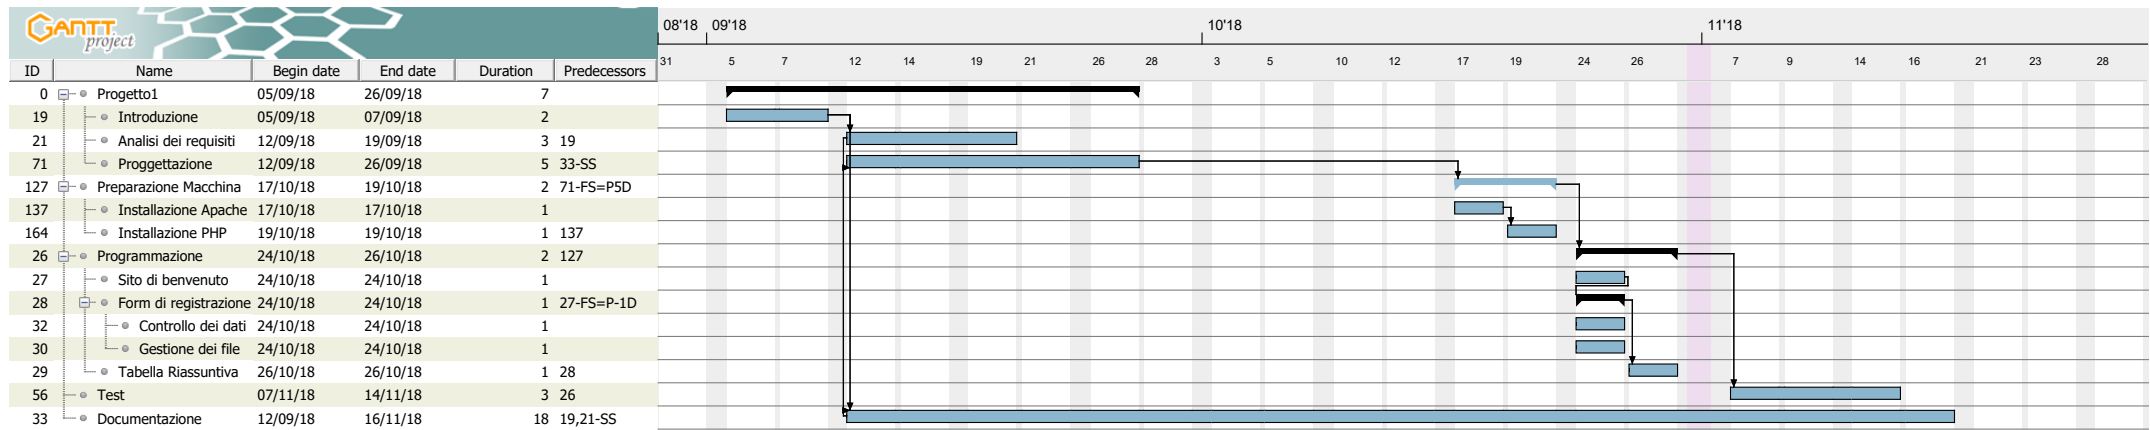 GANTT project
08'18 09'18 10'18 11'18
31 5 7 12 14 19 21 26 28 3 5 10 12 17 19 24 26 7 9 14 16 21 23 28
ID Name Begin date End date Duration Predecessors
0 Progetto1 05/09/18 26/09/18 7
19 Introduzione 05/09/18 07/09/18 2
21 Analisi dei requisiti 12/09/18 19/09/18 3 19
71 Proggettazione 12/09/18 26/09/18 5 33-SS
127 Preparazione Macchina 17/10/18 19/10/18 2 71-FS=P5D
137 Installazione Apache 17/10/18 17/10/18 1
164 Installazione PHP 19/10/18 19/10/18 1 137
26 Programmazione 24/10/18 26/10/18 2 127
27 Sito di benvenuto 24/10/18 24/10/18 1
28 Form di registrazione 24/10/18 24/10/18 1 27-FS=P-1D
32 Controllo dei dati 24/10/18 24/10/18 1
30 Gestione dei file 24/10/18 24/10/18 1
29 Tabella Riassuntiva 26/10/18 26/10/18 1 28
56 Test 07/11/18 14/11/18 3 26
33 Documentazione 12/09/18 16/11/18 18 19,21-SS